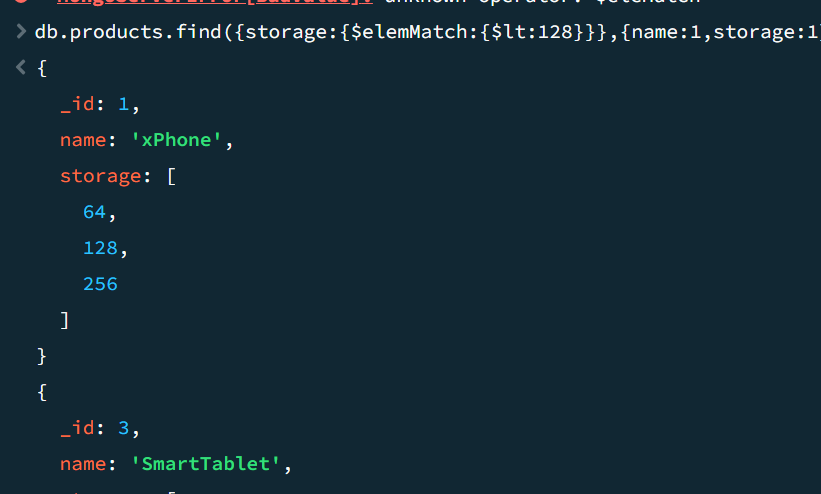 > db.products.find({storage:{$elemMatch:{$lt:128}}},{name:1,storage:1
< {
_id: 1,
name: 'xPhone',
storage: [
64,
128,
256
]
}
{
_id: 3,
name: 'SmartTablet',